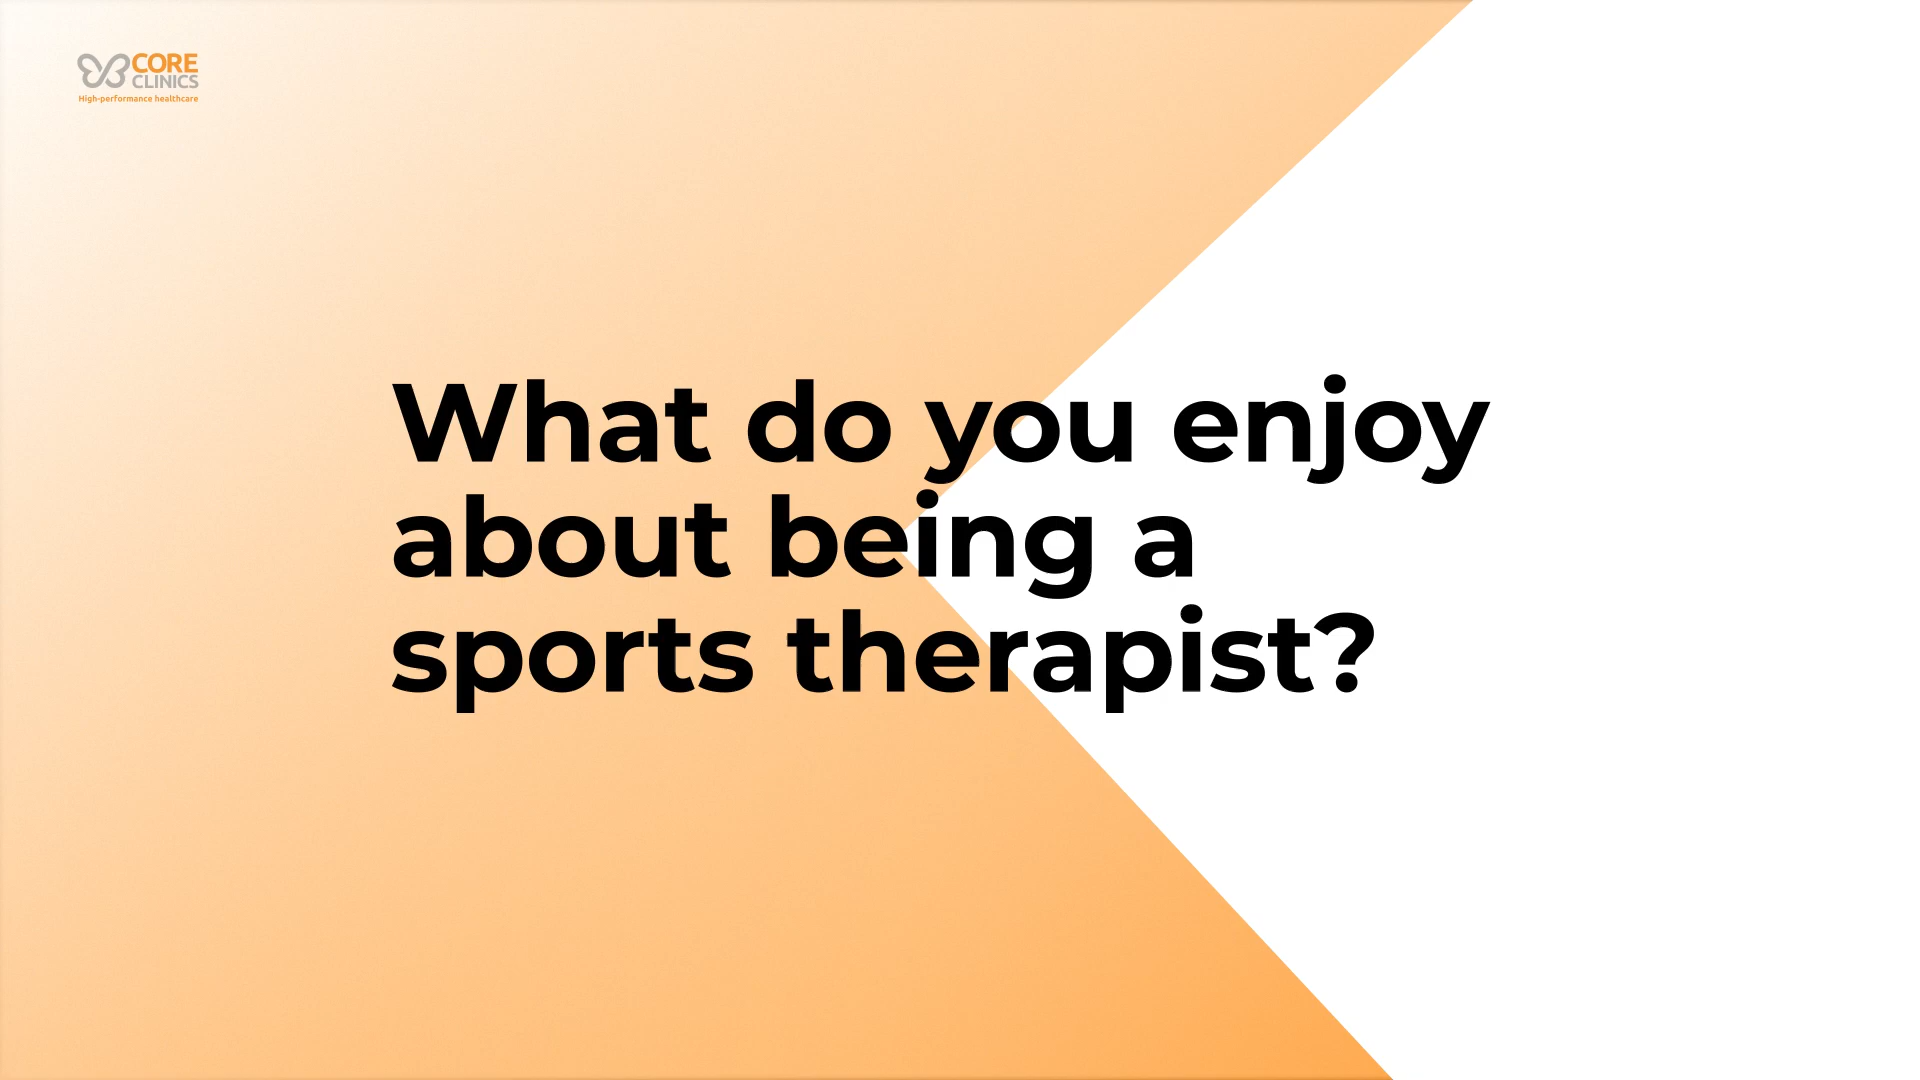 CORE
CLINICS
High-performance healthcare
What do you enjoy
about being a
sports therapist?